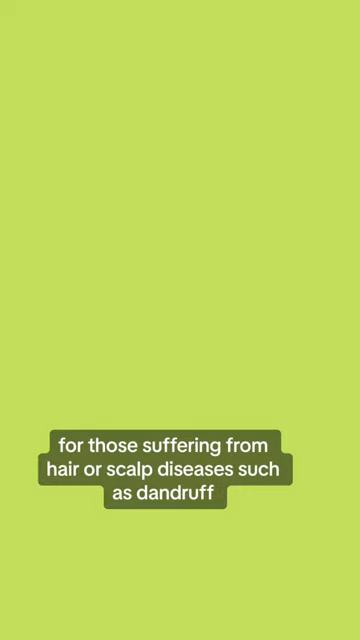 for those suffering from
hair or scalp diseases such
as dandruff